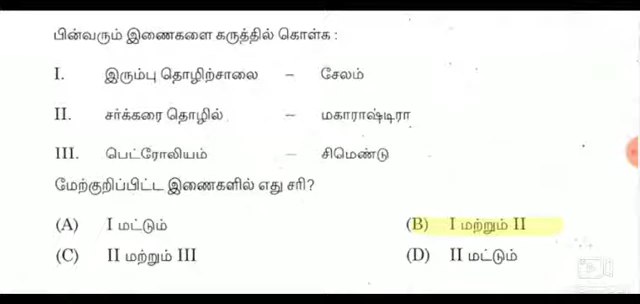 பின்வரும் இணைகளை கருத்தில் கொள்க :
I. இரும்பு தொழிற்சாலை – சேலம்
II. சர்க்கரை தொழில் – மகாராஷ்டிரா
III. பெட்ரோலியம் – சிமெண்டு
மேற்குறிப்பிட்ட இணைகளில் எது சரி?
(A) I மட்டும் (B) I மற்றும் II
(C) II மற்றும் III (D) II மட்டும்